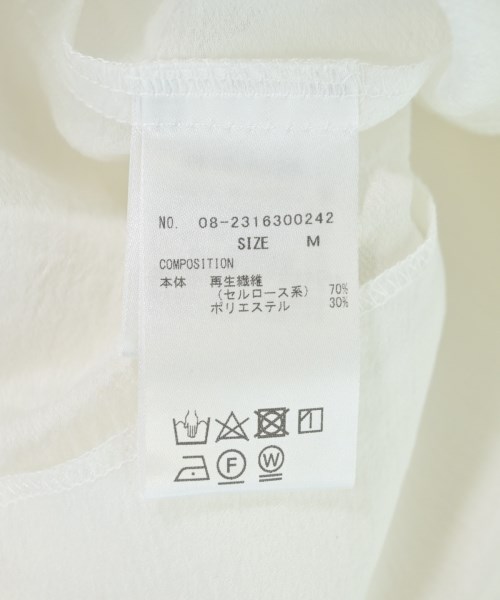 NO. 08-2316300242
SIZE M
COMPOSITION
本体 再生繊維
(セルロース系) 70%
ポリエステル 30%
F W